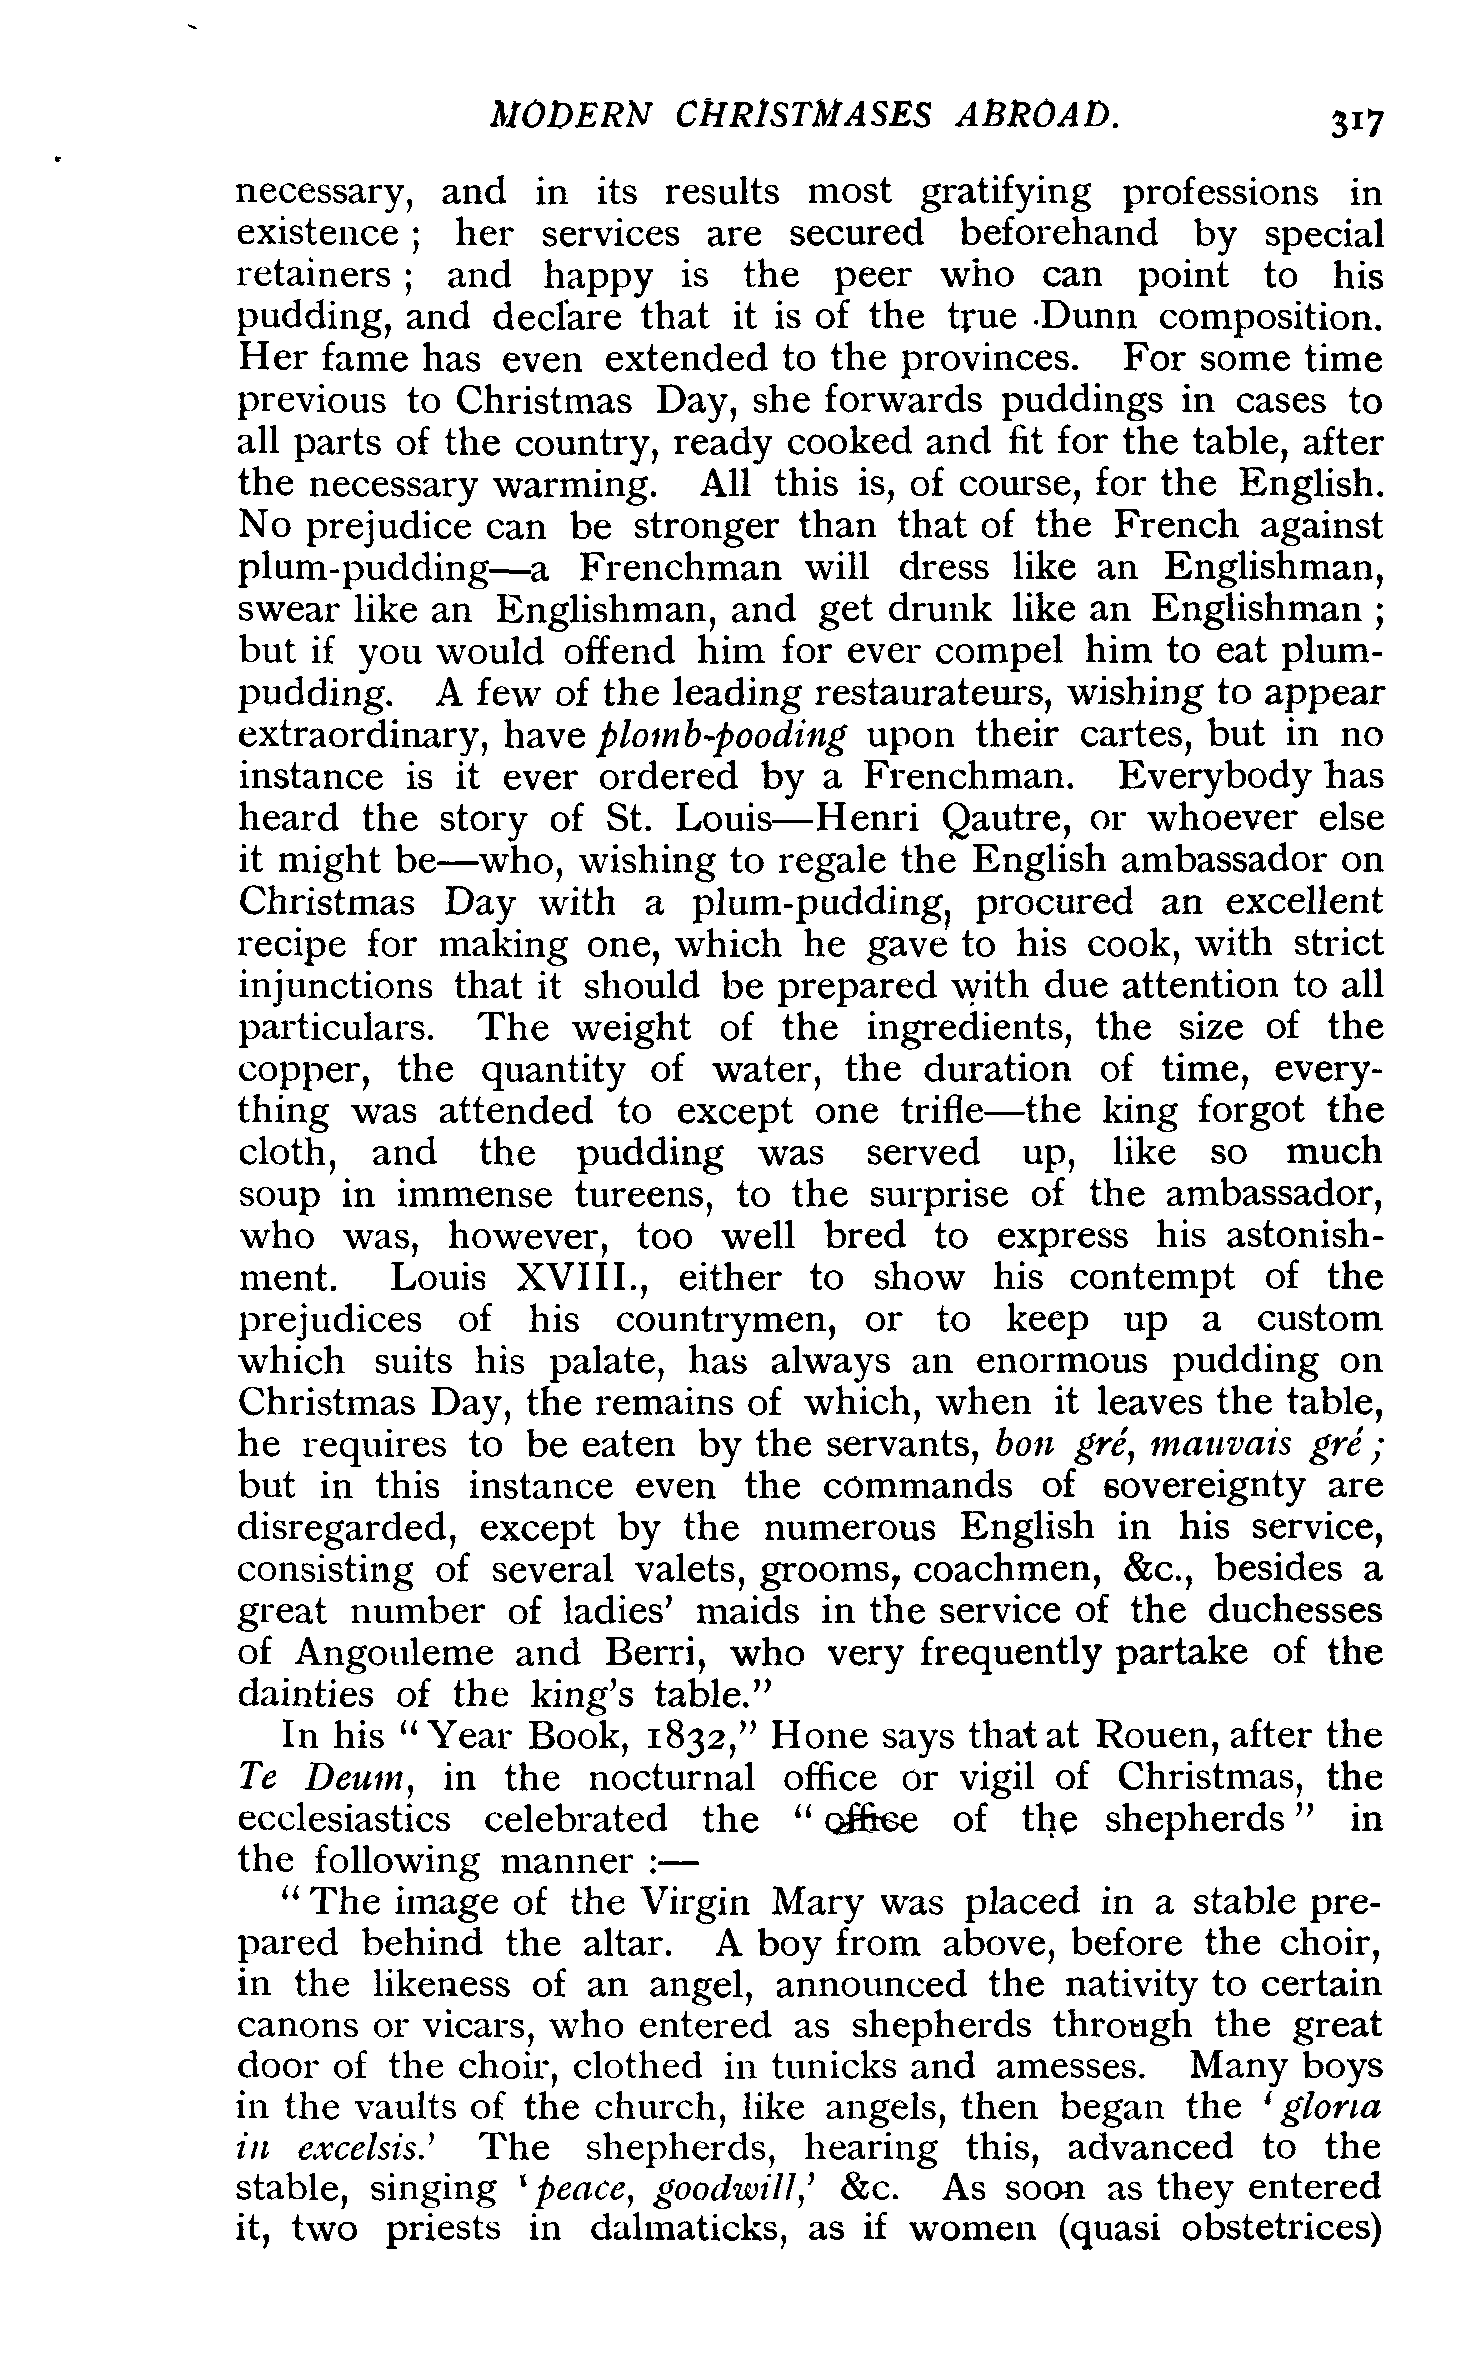 MODERN CHRISTMASES ABROAD. 317
necessary, and in its results most gratifying professions in
existence ; her services are secured beforehand by special
retainers ; and happy is the peer who can point to his
pudding, and declare that it is of the true Dunn composition.
Her fame has even extended to the provinces. For some time
previous to Christmas Day, she forwards puddings in cases to
all parts of the country, ready cooked and fit for the table, after
the necessary warming. All this is, of course, for the English.
No prejudice can be stronger than that of the French against
plum-pudding—a Frenchman will dress like an Englishman,
swear like an Englishman, and get drunk like an Englishman ;
but if you would offend him for ever compel him to eat plum-
pudding. A few of the leading restaurateurs, wishing to appear
extraordinary, have plomb-pooding upon their cartes, but in no
instance is it ever ordered by a Frenchman. Everybody has
heard the story of St. Louis—Henri Qautre, or whoever else
it might be—who, wishing to regale the English ambassador on
Christmas Day with a plum-pudding, procured an excellent
recipe for making one, which he gave to his cook, with strict
injunctions that it should be prepared with due attention to all
particulars. The weight of the ingredients, the size of the
copper, the quantity of water, the duration of time, every-
thing was attended to except one trifle—the king forgot the
cloth, and the pudding was served up, like so much
soup in immense tureens, to the surprise of the ambassador,
who was, however, too well bred to express his astonish-
ment. Louis XVIII., either to show his contempt of the
prejudices of his countrymen, or to keep up a custom
which suits his palate, has always an enormous pudding on
Christmas Day, the remains of which, when it leaves the table,
he requires to be eaten by the servants, bon gré, mauvais gré ;
but in this instance even the commands of sovereignty are
disregarded, except by the numerous English in his service,
consisting of several valets, grooms, coachmen, &c., besides a
great number of ladies' maids in the service of the duchesses
of Angouleme and Berri, who very frequently partake of the
dainties of the king's table."
In his "Year Book, 1832," Hone says that at Rouen, after the
Te Deum, in the nocturnal office or vigil of Christmas, the
ecclesiastics celebrated the "office of the shepherds" in
the following manner :—
"The image of the Virgin Mary was placed in a stable pre-
pared behind the altar. A boy from above, before the choir,
in the likeness of an angel, announced the nativity to certain
canons or vicars, who entered as shepherds through the great
door of the choir, clothed in tunicks and amesses. Many boys
in the vaults of the church, like angels, then began the 'gloria
in excelsis.' The shepherds, hearing this, advanced to the
stable, singing 'peace, goodwill,' &c. As soon as they entered
it, two priests in dalmaticks, as if women (quasi obstetrices)